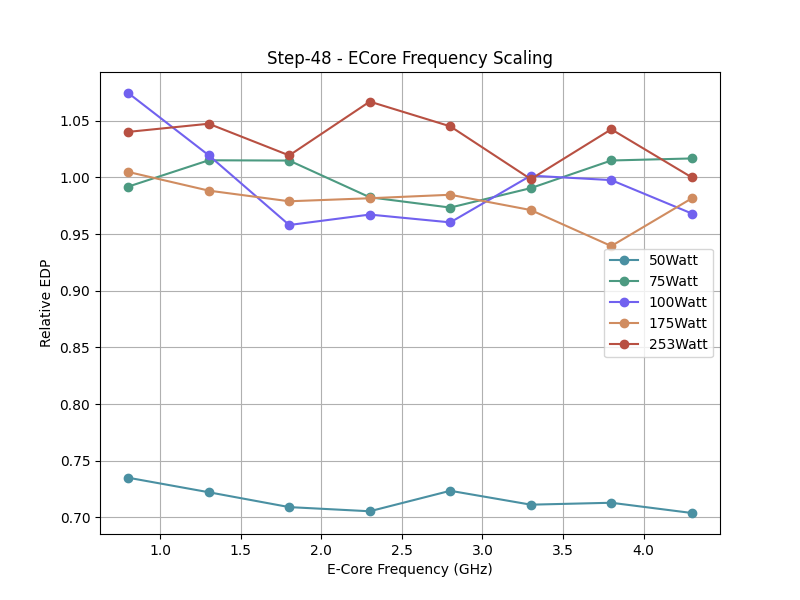 Step-48 - ECore Frequency Scaling
Relative EDP
1.05
1.00
0.95
0.90
0.85
0.80
0.75
0.70
50Watt
75Watt
100Watt
175Watt
253Watt
1.0 1.5 2.0 2.5 3.0 3.5 4.0
E-Core Frequency (GHz)